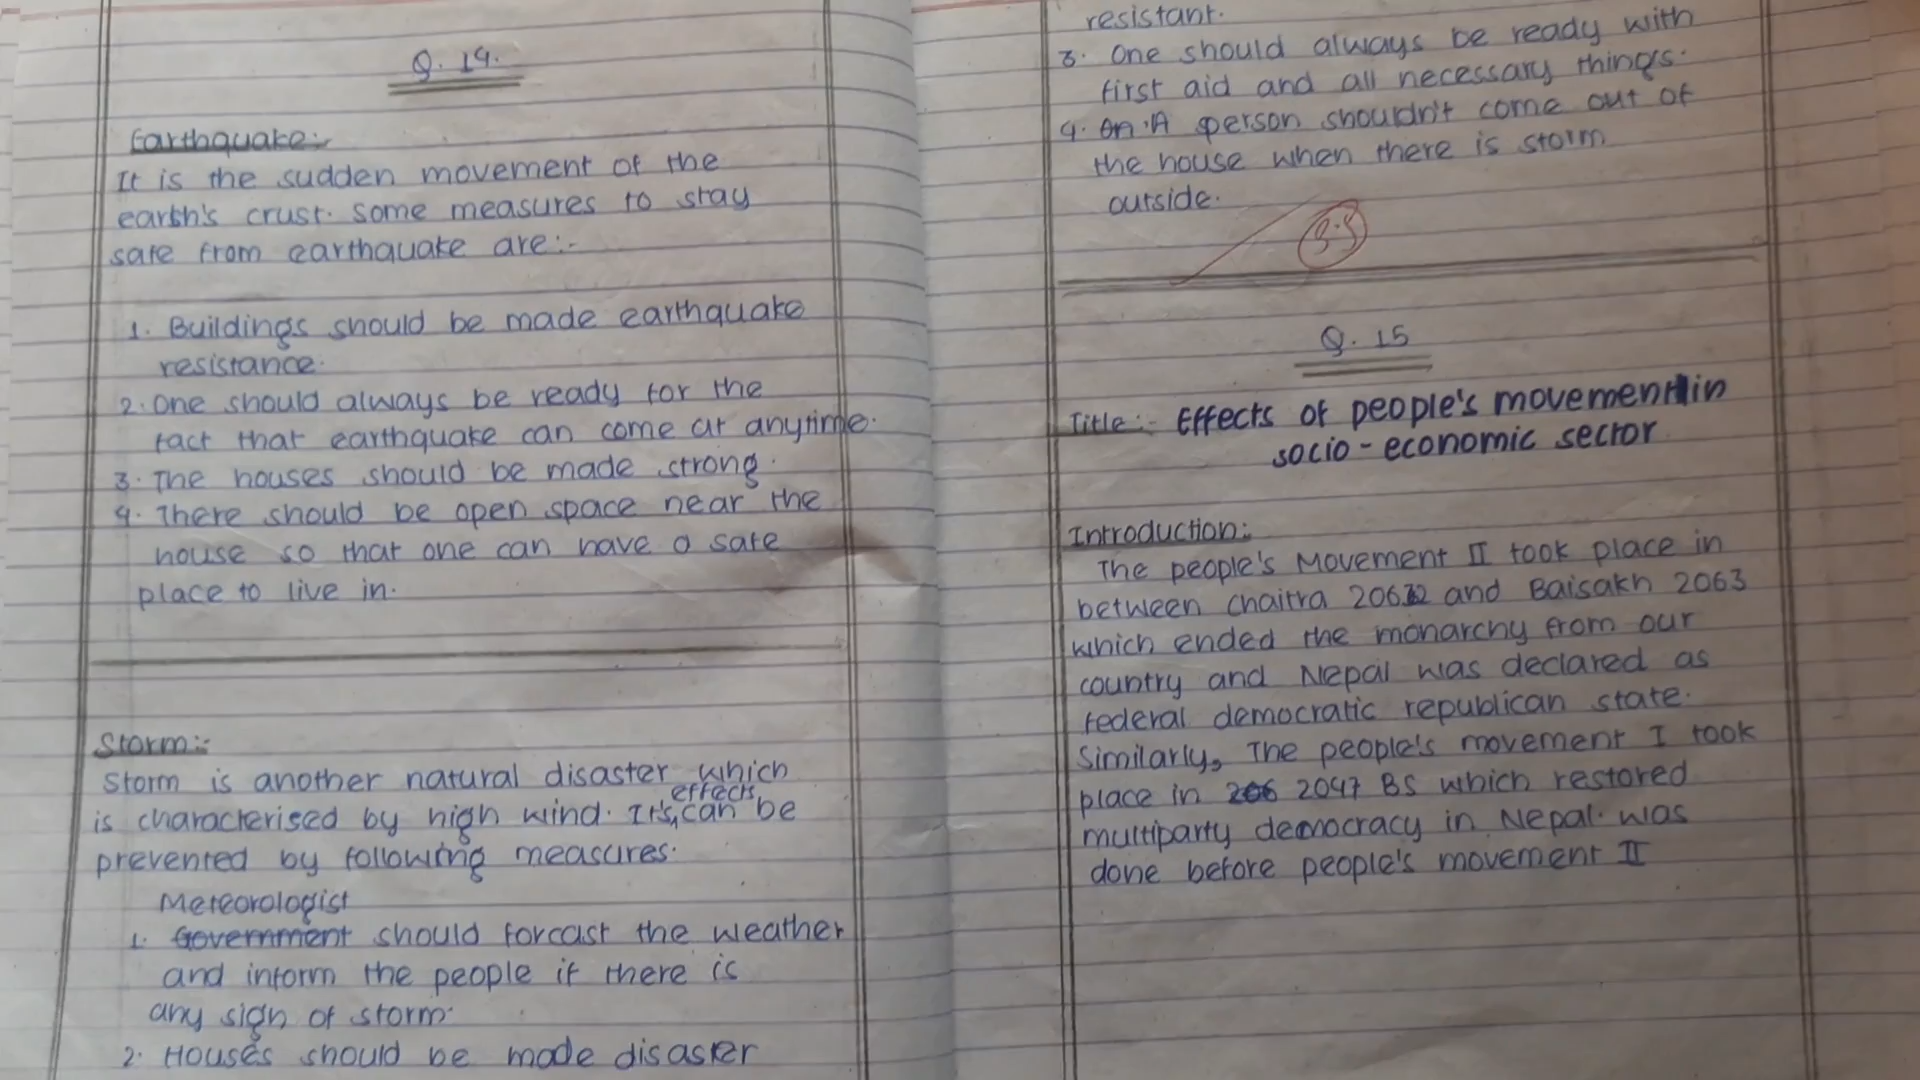 Q. 14.
Earthquake:-
It is the sudden movement of the
earth's crust. Some measures to stay
safe from earthquake are:-
1. Buildings should be made earthquake
resistance.
2. One should always be ready for the
fact that earthquake can come at anytime.
3. The houses should be made strong.
4. There should be open space near the
house so that one can have a safe
place to live in.
Storm:-
Storm is another natural disaster which
effects
is characterised by high wind. It's can be
prevented by following measures.
Meteorologist
1. Government should forcast the weather
and inform the people if there is
any sign of storm.
2. Houses should be made disaster
resistant.
3. One should always be ready with
first aid and all necessary things.
4. On A person shouldn't come out of
the house when there is storm
outside.
3.5
Q. 15
Title:- Effects of people's movement in
socio-economic sector
Introduction:
The people's Movement II took place in
between chaitra 2062 and Baisakh 2063
which ended the monarchy from our
country and Nepal was declared as
federal democratic republican state.
Similarly, The people's movement I took
place in 206 2047 BS which restored
multiparty democracy in Nepal. was
done before people's movement II